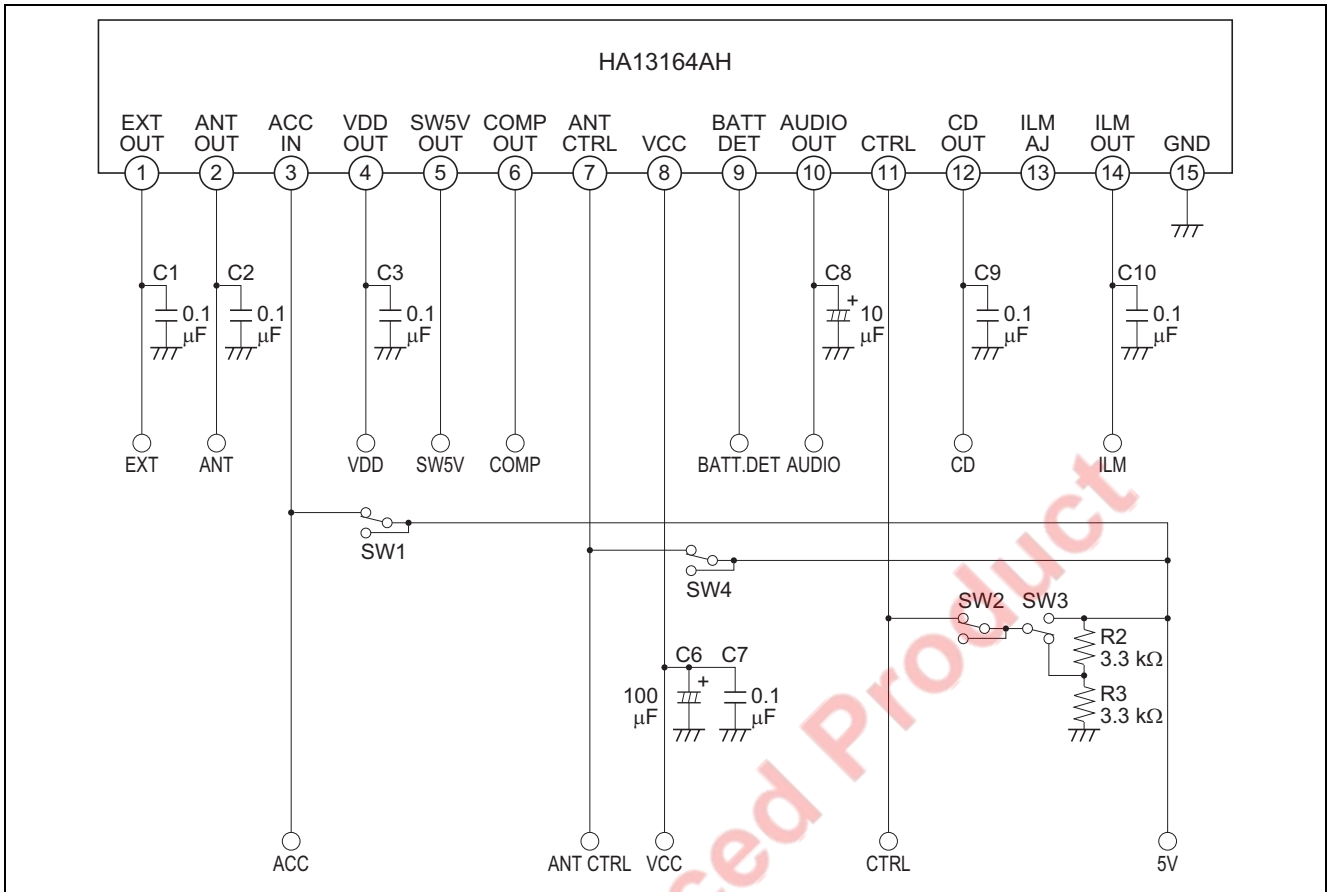 HA13164AH
EXT OUT
ANT OUT
ACC IN
VDD OUT
SW5V OUT
COMP OUT
ANT CTRL
VCC
BATT DET
AUDIO OUT
CTRL
CD OUT
ILM AJ
ILM OUT
GND
1 2 3 4 5 6 7 8 9 10 11 12 13 14 15
C1 0.1 μF
C2 0.1 μF
C3 0.1 μF
C8 + 10 μF
C9 0.1 μF
C10 0.1 μF
EXT ANT VDD SW5V COMP BATT.DET AUDIO CD ILM
SW1
SW4
SW2 SW3
R2 3.3 kΩ
R3 3.3 kΩ
C6 + 100 μF
C7 0.1 μF
ACC ANT CTRL VCC CTRL 5V
ced Product